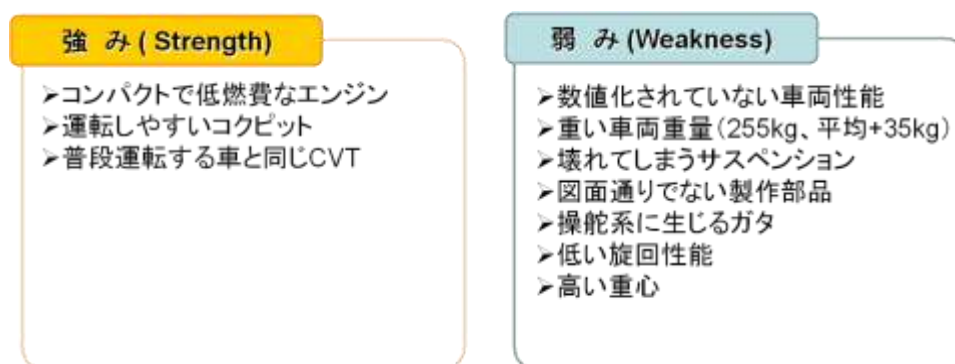 強 み ( Strength)
➢コンパクトで低燃費なエンジン
➢運転しやすいコクピット
➢普段運転する車と同じCVT
弱 み (Weakness)
➢数値化されていない車両性能
➢重い車両重量(255kg、平均+35kg)
➢壊れてしまうサスペンション
➢図面通りでない製作部品
➢操舵系に生じるガタ
➢低い旋回性能
➢高い重心